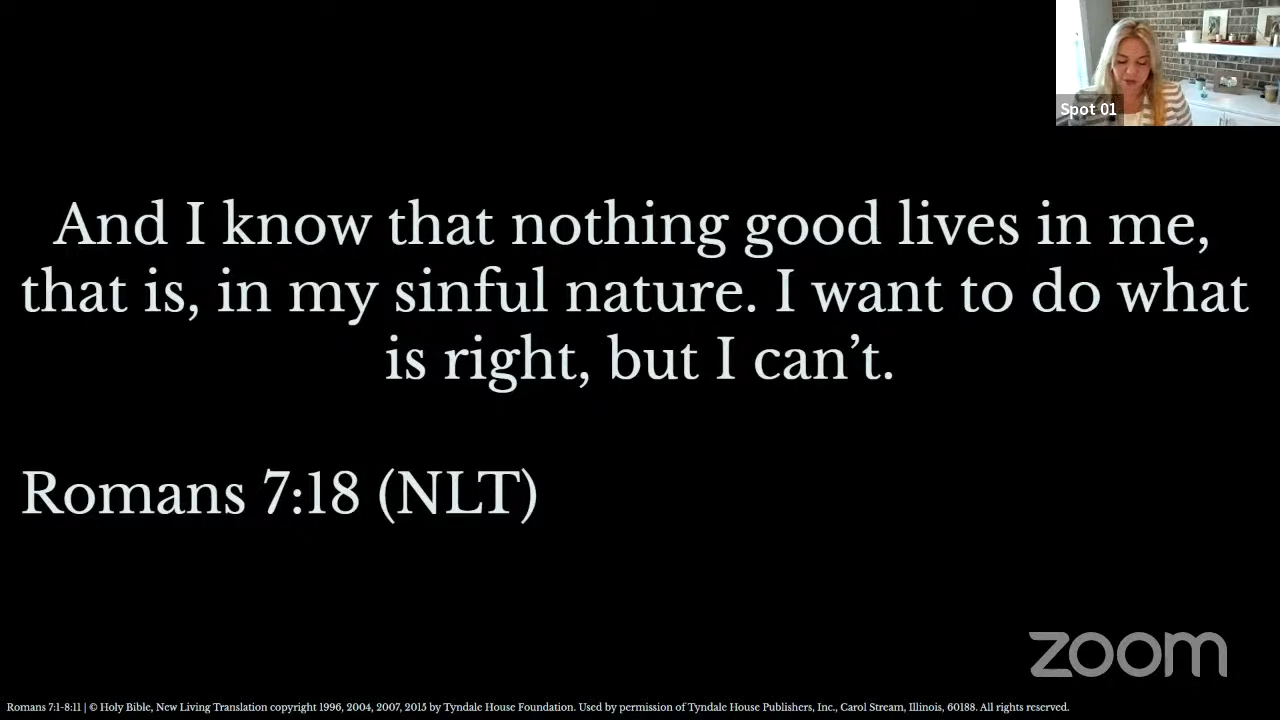 Spot 01
And I know that nothing good lives in me,
that is, in my sinful nature. I want to do what
is right, but I can’t.
Romans 7:18 (NLT)
zoom
Romans 7:1-8:11 | © Holy Bible, New Living Translation copyright 1996, 2004, 2007, 2015 by Tyndale House Foundation. Used by permission of Tyndale House Publishers, Inc., Carol Stream, Illinois, 60188. All rights reserved.